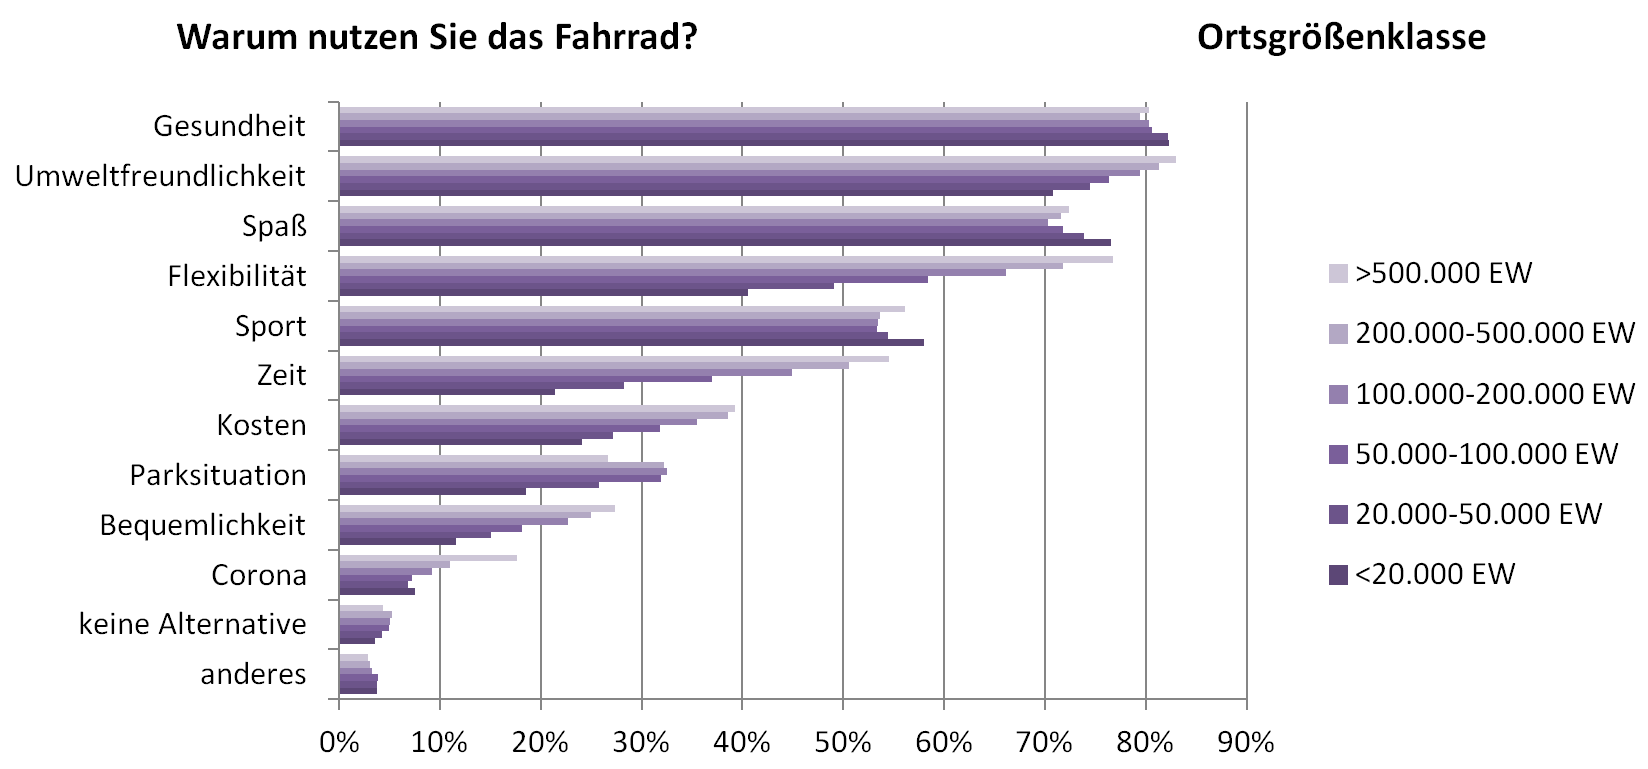 Warum nutzen Sie das Fahrrad?
Ortsgrößenklasse
Gesundheit
Umweltfreundlichkeit
Spaß
Flexibilität
Sport
Zeit
Kosten
Parksituation
Bequemlichkeit
Corona
keine Alternative
anderes
0% 10% 20% 30% 40% 50% 60% 70% 80% 90%
>500.000 EW
200.000-500.000 EW
100.000-200.000 EW
50.000-100.000 EW
20.000-50.000 EW
<20.000 EW